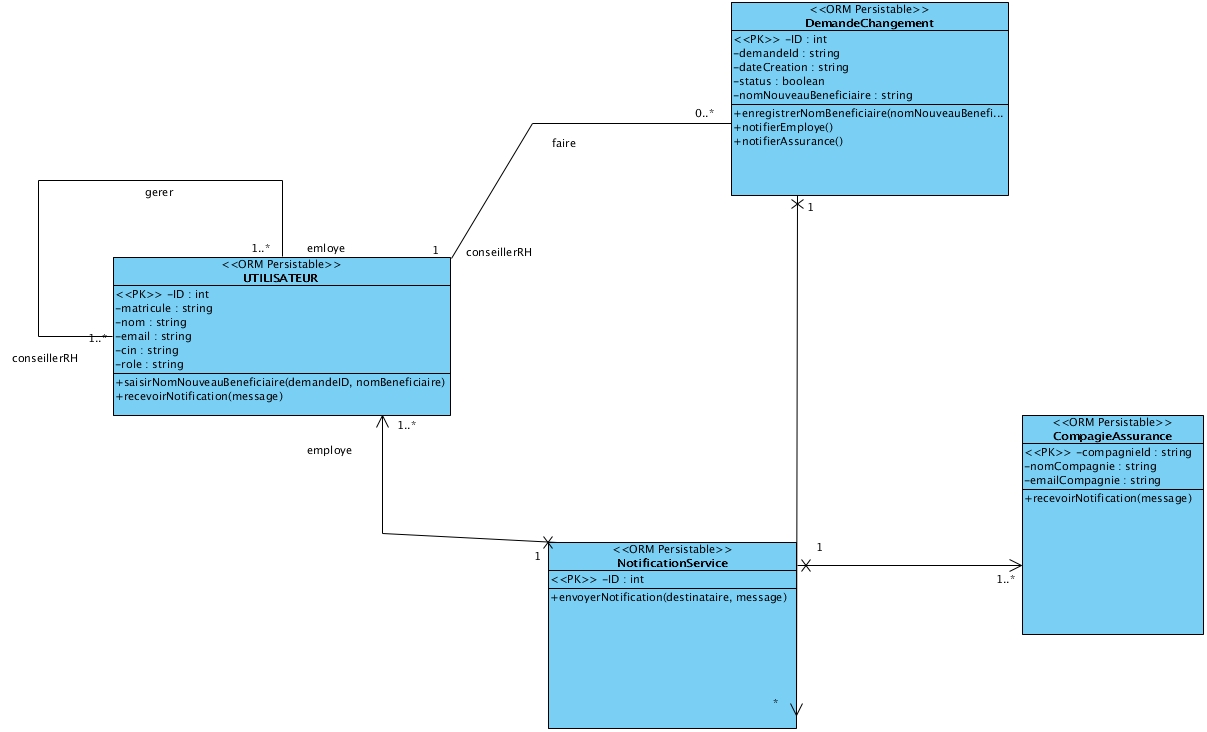 <<ORM Persistable>>
DemandeChangement
<<PK>> -ID : int
-demandeId : string
-dateCreation : string
-status : boolean
-nomNouveauBeneficiaire : string
+enregistrerNomBeneficiaire(nomNouveauBenefi...
+notifierEmploye()
+notifierAssurance()
0..*
faire
1
gerer
1..*
emloye
1
conseillerRH
<<ORM Persistable>>
UTILISATEUR
<<PK>> -ID : int
-matricule : string
-nom : string
-email : string
-cin : string
-role : string
+saisirNomNouveauBeneficiaire(demandeID, nomBeneficiaire)
+recevoirNotification(message)
1..*
conseillerRH
1..*
employe
<<ORM Persistable>>
CompagieAssurance
<<PK>> -compagnieId : string
-nomCompagnie : string
-emailCompagnie : string
+recevoirNotification(message)
1
<<ORM Persistable>>
NotificationService
<<PK>> -ID : int
+envoyerNotification(destinataire, message)
1
1..*
*